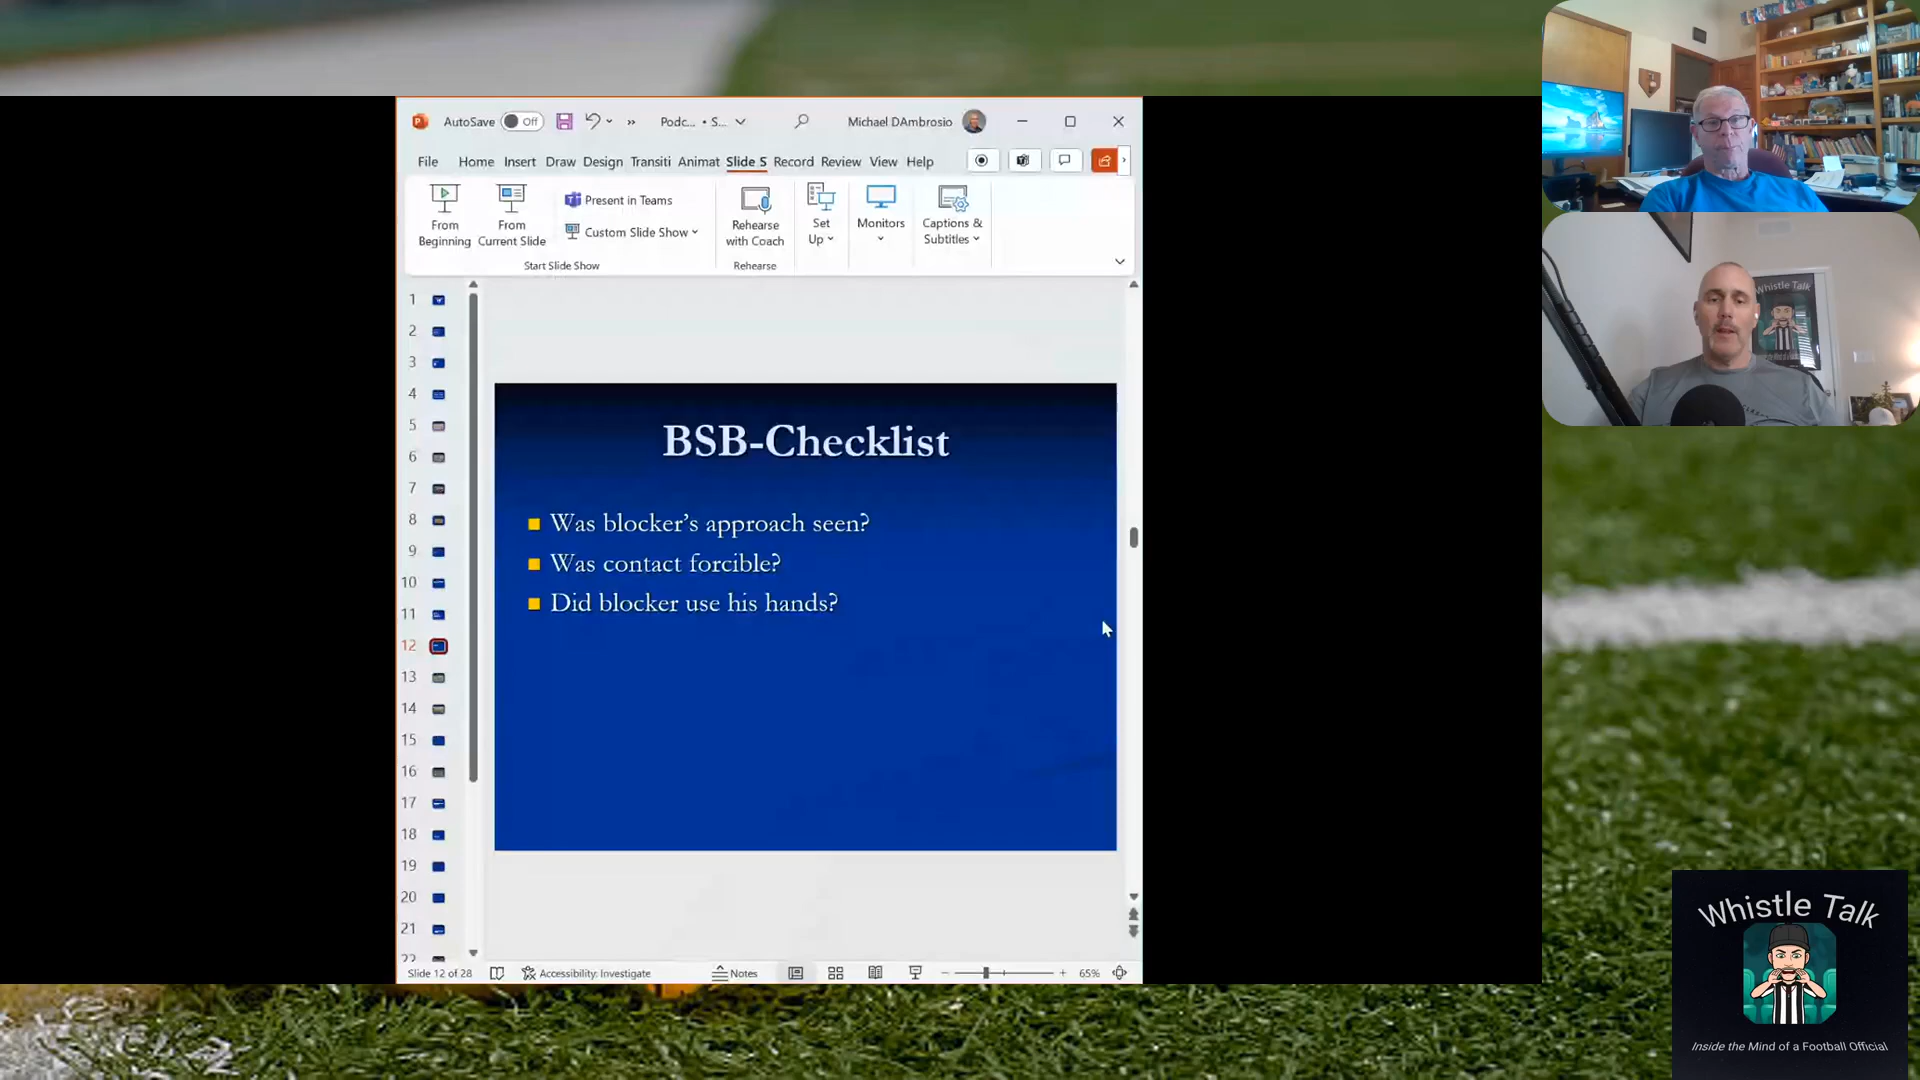 AutoSave Off
Podc... • S...
Michael DAmbrosio
File Home Insert Draw Design Transiti Animat Slide S Record Review View Help
From Beginning
From Current Slide
Present in Teams
Custom Slide Show
Start Slide Show
Rehearse with Coach
Rehearse
Set Up
Monitors
Captions & Subtitles
1
2
3
4
5
6
7
8
9
10
11
12
13
14
15
16
17
18
19
20
21
22
BSB-Checklist
Was blocker's approach seen?
Was contact forcible?
Did blocker use his hands?
Slide 12 of 28
Accessibility: Investigate
Notes
65%
Whistle Talk
Whistle Talk
Inside the Mind of a Football Official